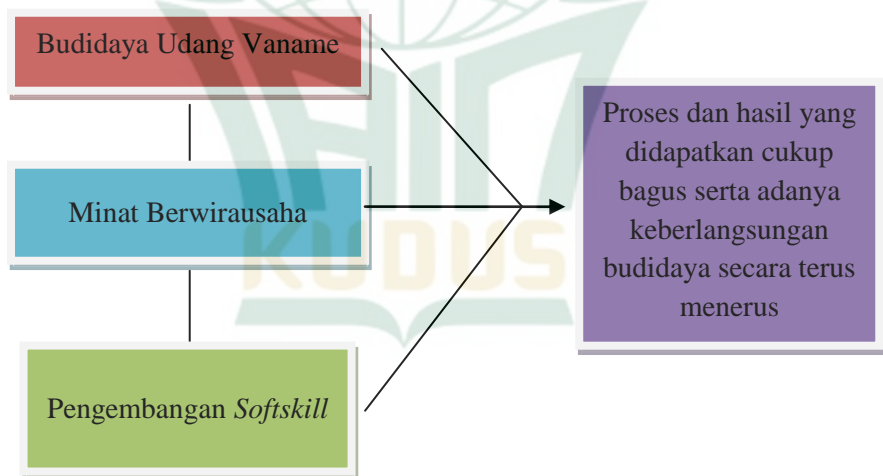 Budidaya Udang Vaname
Minat Berwirausaha
Pengembangan Softskill
Proses dan hasil yang
didapatkan cukup
bagus serta adanya
keberlangsungan
budidaya secara terus
menerus
KUDUS